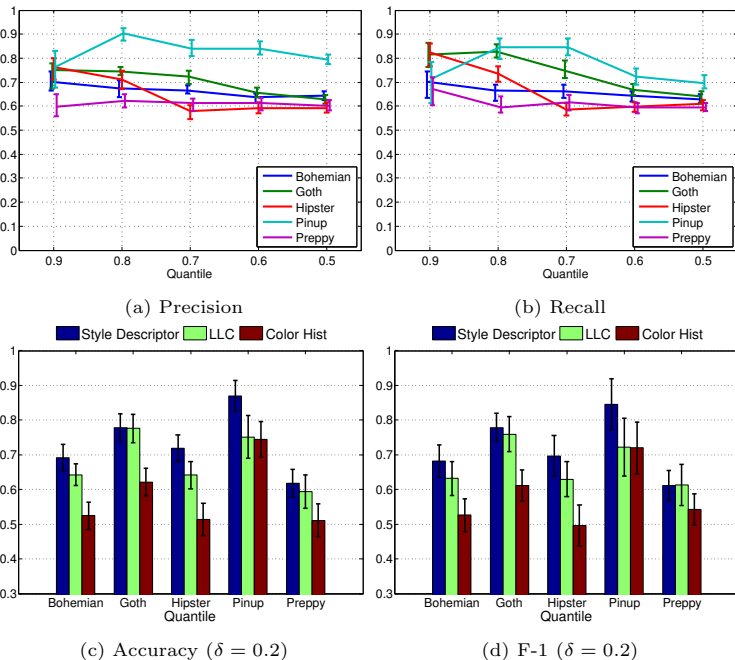 1
0.9
0.8
0.7
0.6
0.5
0.4
0.3
0.2
0.1
0
0.9 0.8 0.7 0.6 0.5
Quantile
Bohemian
Goth
Hipster
Pinup
Preppy
(a) Precision
1
0.9
0.8
0.7
0.6
0.5
0.4
0.3
0.2
0.1
0
0.9 0.8 0.7 0.6 0.5
Quantile
Bohemian
Goth
Hipster
Pinup
Preppy
(b) Recall
Style Descriptor LLC Color Hist
1
0.9
0.8
0.7
0.6
0.5
0.4
0.3
Bohemian Goth Hipster Pinup Preppy
Quantile
(c) Accuracy (δ = 0.2)
Style Descriptor LLC Color Hist
1
0.9
0.8
0.7
0.6
0.5
0.4
0.3
Bohemian Goth Hipster Pinup Preppy
Quantile
(d) F-1 (δ = 0.2)